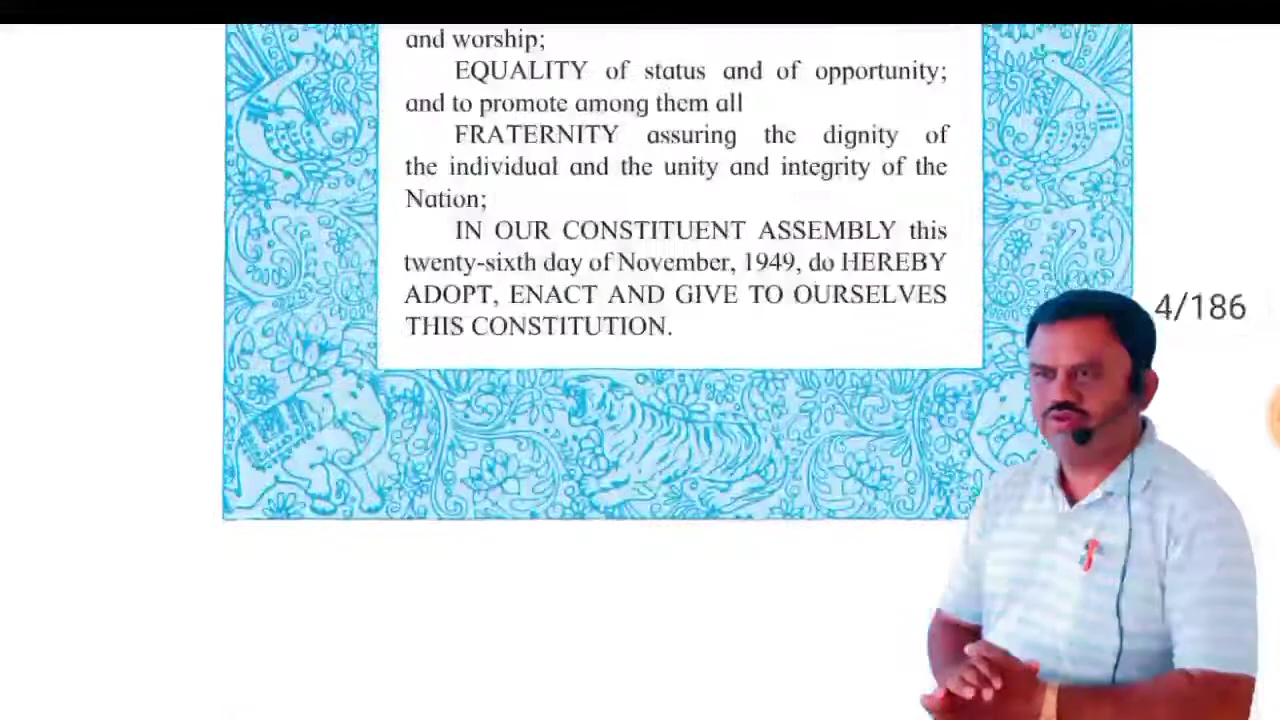 and worship;
EQUALITY of status and of opportunity;
and to promote among them all
FRATERNITY assuring the dignity of
the individual and the unity and integrity of the
Nation;
IN OUR CONSTITUENT ASSEMBLY this
twenty-sixth day of November, 1949, do HEREBY
ADOPT, ENACT AND GIVE TO OURSELVES
THIS CONSTITUTION.
4/186